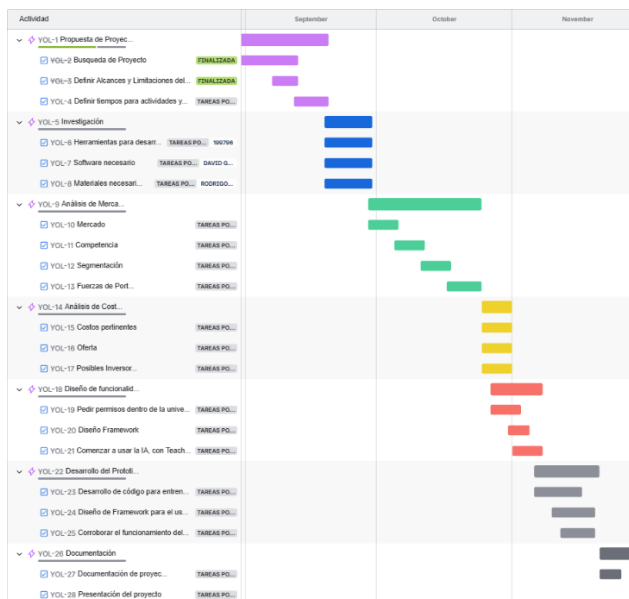 Actividad September October November
YOL-1 Propuesta de Proyec...
YOL-2 Busqueda de Proyecto FINALIZADA
YOL-3 Definir Alcances y Limitaciones del... FINALIZADA
YOL-4 Definir tiempos para actividades y... TAREAS PO...
YOL-5 Investigación
YOL-6 Herramientas para desarr... TAREAS PO... 199796
YOL-7 Software necesario TAREAS PO... DAVID G...
YOL-8 Materiales necesari... TAREAS PO... RODRIGO...
YOL-9 Análisis de Merca...
YOL-10 Mercado TAREAS PO...
YOL-11 Competencia TAREAS PO...
YOL-12 Segmentación TAREAS PO...
YOL-13 Fuerzas de Port... TAREAS PO...
YOL-14 Análisis de Cost...
YOL-15 Costos pertinentes TAREAS PO...
YOL-16 Oferta TAREAS PO...
YOL-17 Posibles Inversor... TAREAS PO...
YOL-18 Diseño de funcionalid...
YOL-19 Pedir permisos dentro de la unive... TAREAS PO...
YOL-20 Diseño Framework TAREAS PO...
YOL-21 Comenzar a usar la IA, con Teach... TAREAS PO...
YOL-22 Desarrollo del Prototi...
YOL-23 Desarrollo de código para entren... TAREAS PO...
YOL-24 Diseño de Framework para el us... TAREAS PO...
YOL-25 Corroborar el funcionamiento del... TAREAS PO...
YOL-26 Documentación
YOL-27 Documentación de proyec... TAREAS PO...
YOL-28 Presentación del proyecto TAREAS PO...